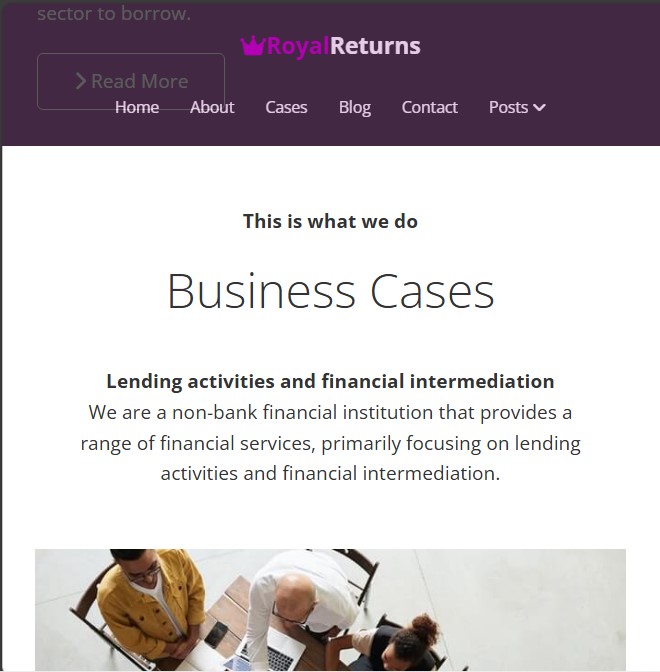 sector to borrow.
RoyalReturns
Read More
Home About Cases Blog Contact Posts
This is what we do
Business Cases
Lending activities and financial intermediation
We are a non-bank financial institution that provides a
range of financial services, primarily focusing on lending
activities and financial intermediation.